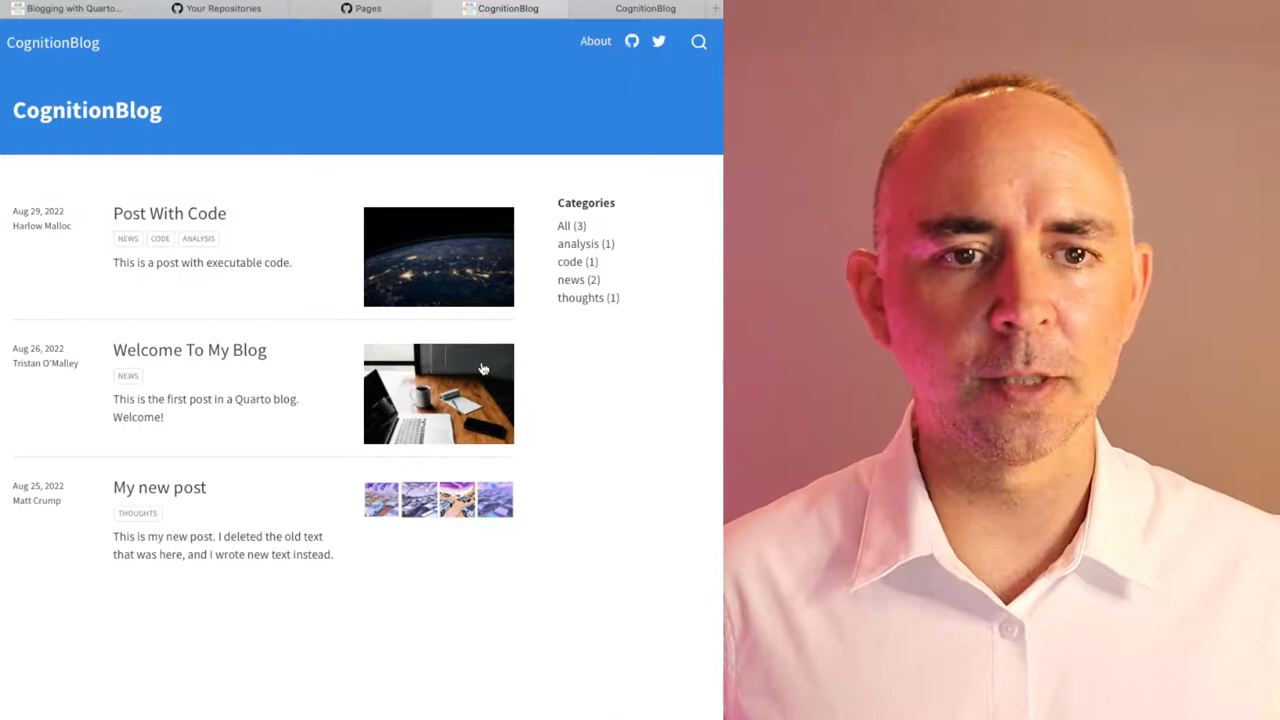 Blogging with Quarto...
Your Repositories
Pages
CognitionBlog
CognitionBlog
CognitionBlog
About
CognitionBlog
Aug 29, 2022
Harlow Malloc
Post With Code
NEWS
CODE
ANALYSIS
This is a post with executable code.
Aug 26, 2022
Tristan O'Malley
Welcome To My Blog
NEWS
This is the first post in a Quarto blog.
Welcome!
Aug 25, 2022
Matt Crump
My new post
THOUGHTS
This is my new post. I deleted the old text
that was here, and I wrote new text instead.
Categories
All (3)
analysis (1)
code (1)
news (2)
thoughts (1)